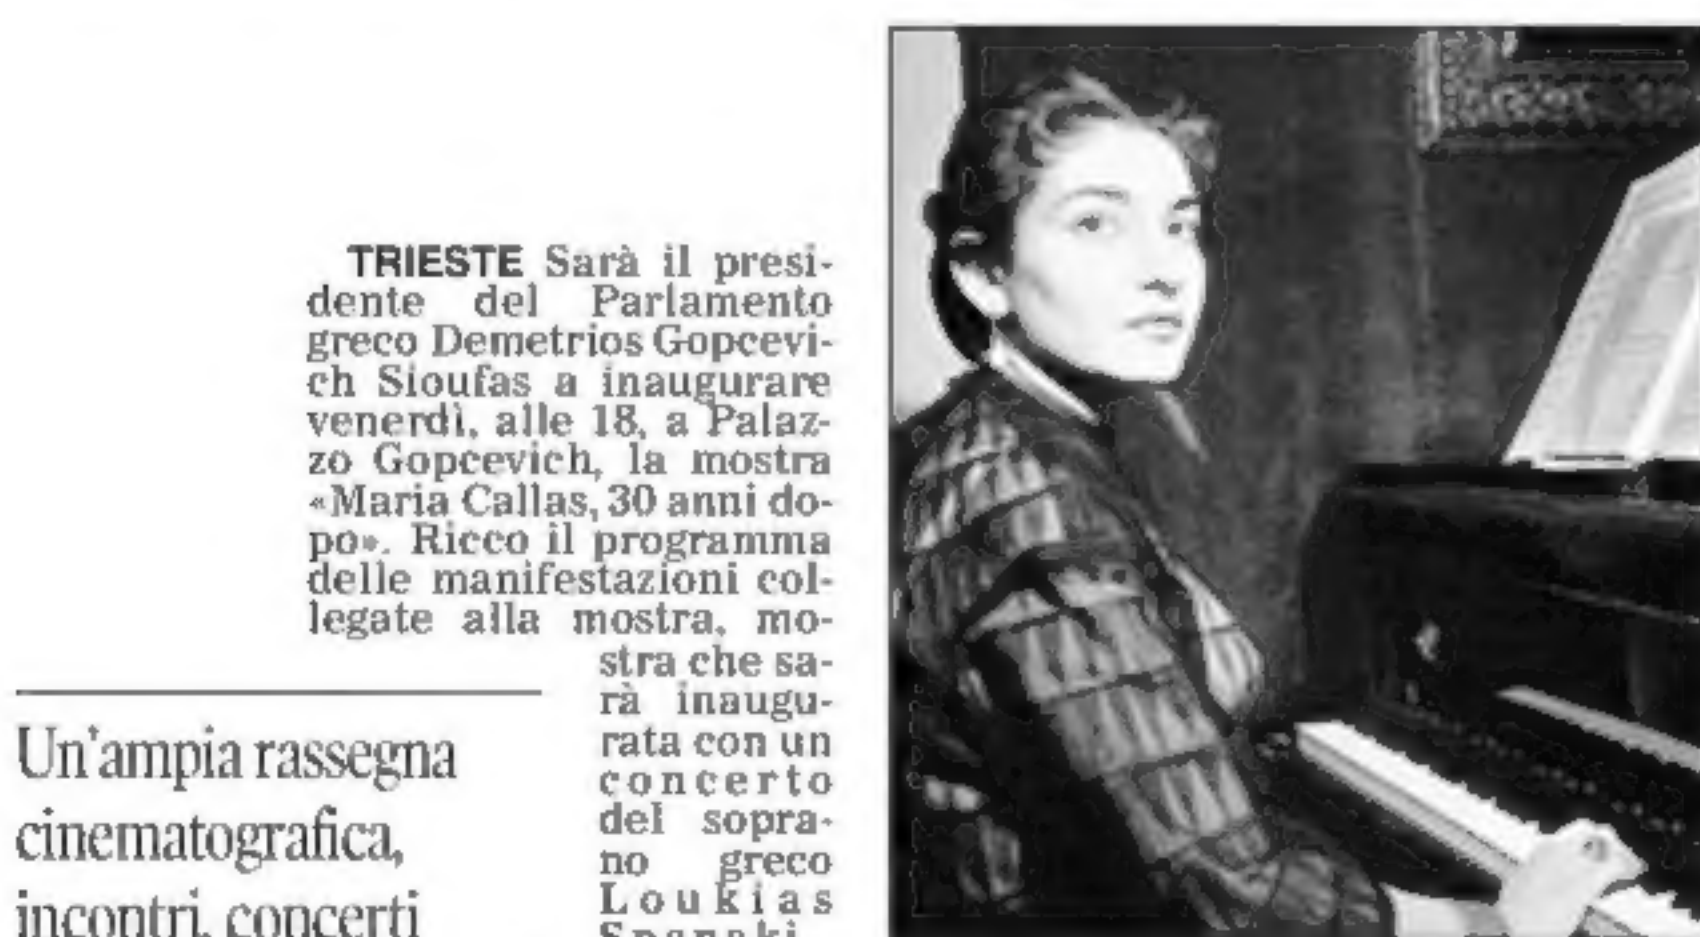 TRIESTE Sarà il presi-
dente del Parlamento
greco Demetrios Gopcevi-
ch Sioufas a inaugurare
venerdì, alle 18, a Palaz-
zo Gopcevich, la mostra
«Maria Callas, 30 anni do-
po». Ricco il programma
delle manifestazioni col-
legate alla mostra, mo-
stra che sa-
rà inaugu-
rata con un
concerto
del sopra-
no greco
Loukias
Un'ampia rassegna
cinematografica,
incontri, concerti